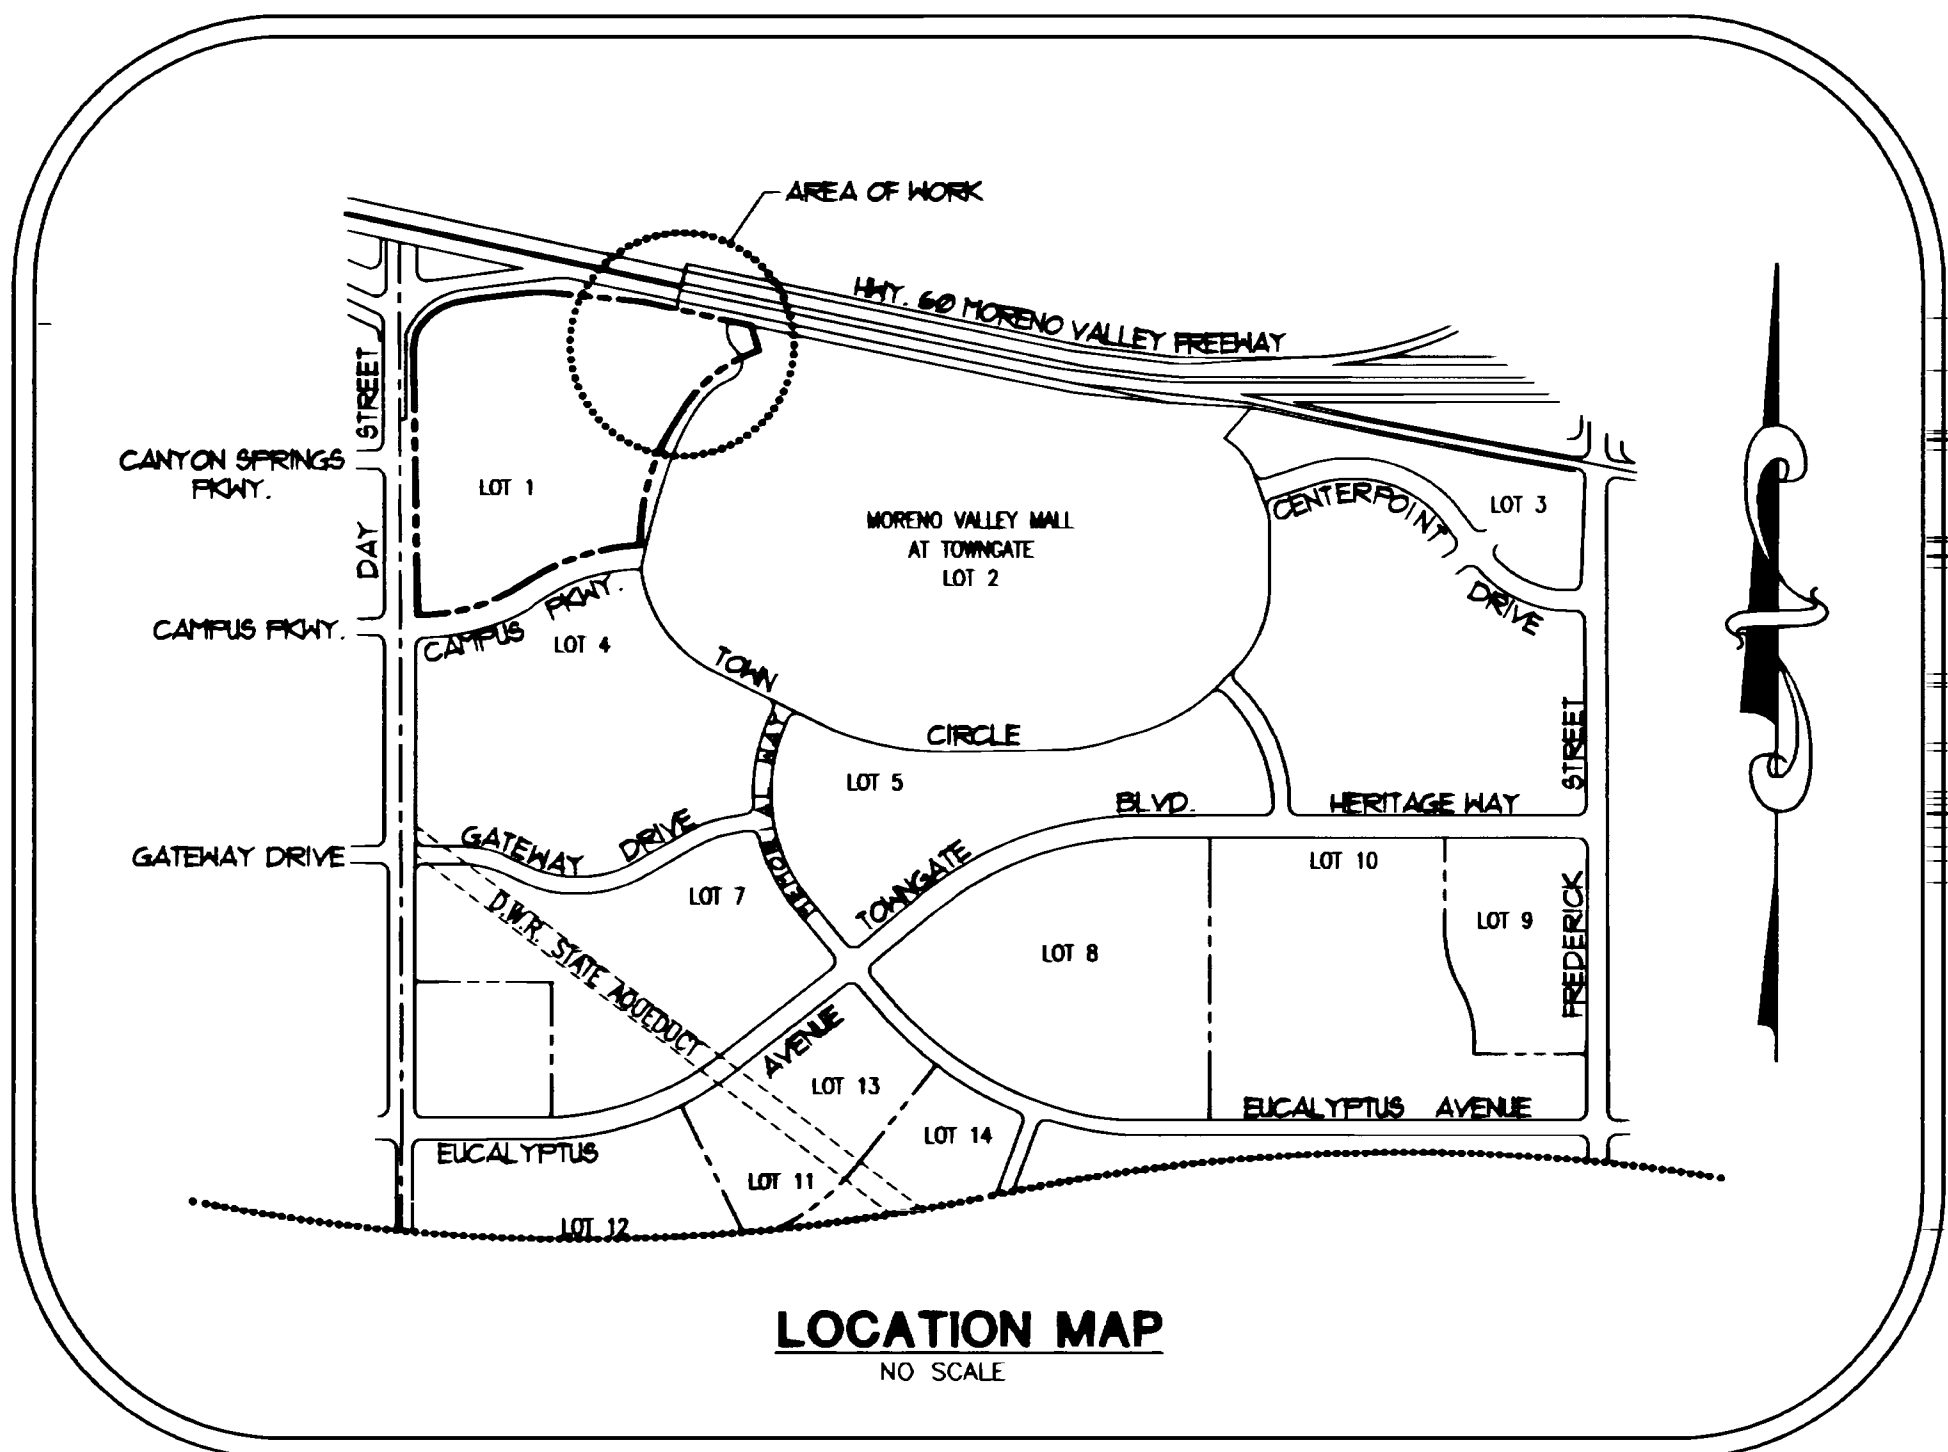 AREA OF WORK
HWY. 60 MORENO VALLEY FREEWAY
STREET
DAY
CANYON SPRINGS
PKWY.
LOT 1
MORENO VALLEY MALL
AT TOWNGATE
LOT 2
CENTERPOINT
DRIVE
LOT 3
CAMPUS PKWY.
CAMPUS PKWY.
LOT 4
TOWN
CIRCLE
STREET
FREDERICK
LOT 5
BLVD.
TOWNGATE
HERITAGE WAY
GATEWAY DRIVE
GATEWAY DRIVE
MEMORIAL WAY
LOT 10
LOT 7
LOT 9
D.W.R. STATE AQUEDUCT
LOT 8
AVENUE
LOT 13
EUCALYPTUS AVENUE
LOT 14
EUCALYPTUS
LOT 11
LOT 12
LOCATION MAP
NO SCALE